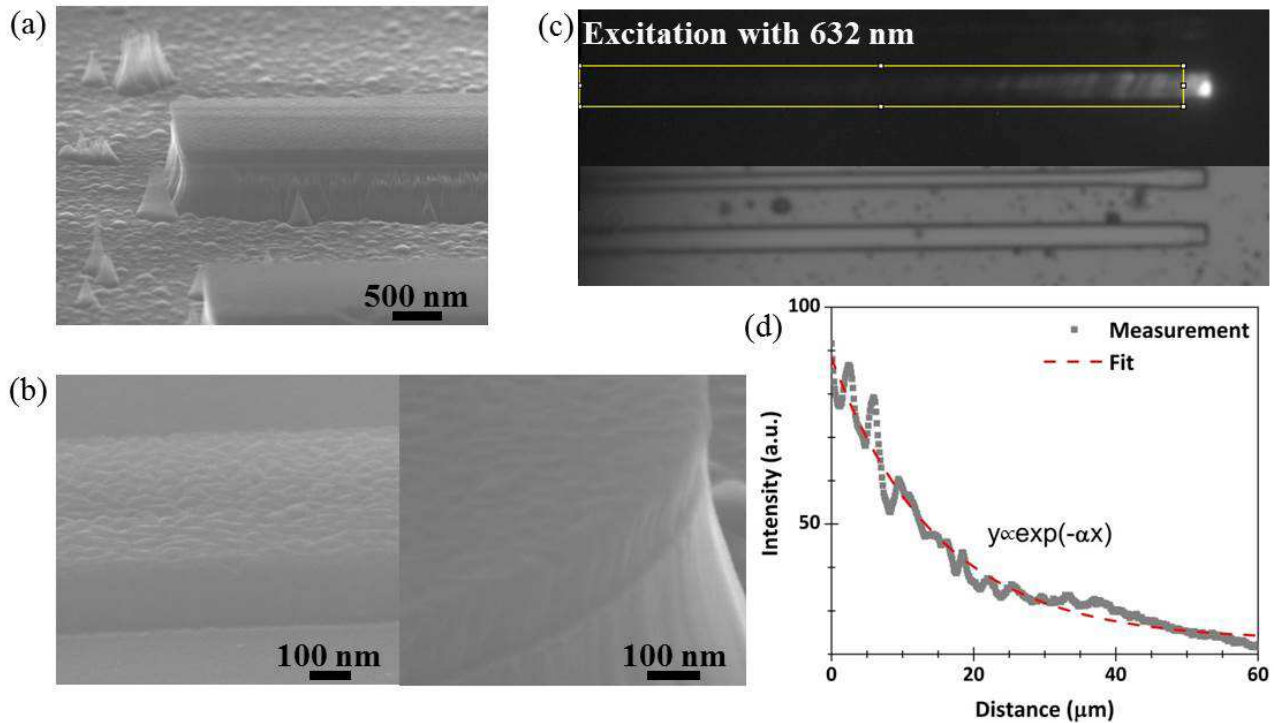 (a)
500 nm
(b)
100 nm
100 nm
(c)
Excitation with 632 nm
(d)
100
50
Intensity (a.u.)
Measurement
Fit
y∝exp(-αx)
0
20
40
60
Distance (μm)